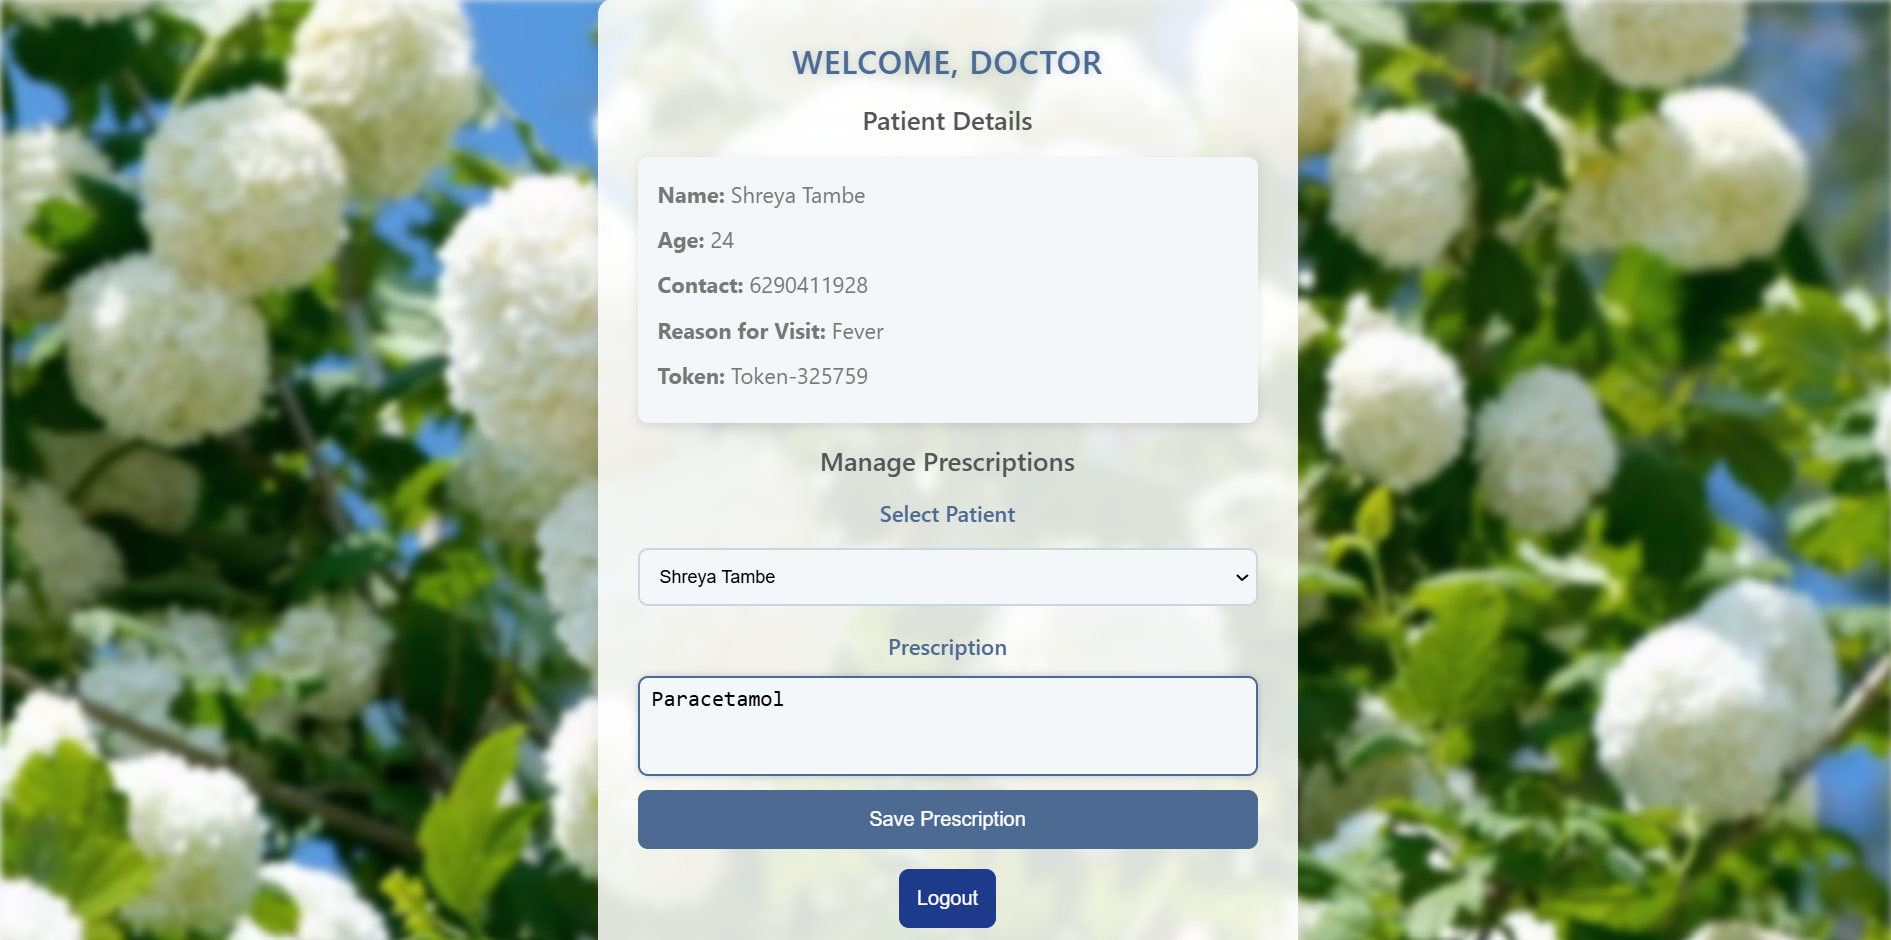 WELCOME, DOCTOR
Patient Details
Name: Shreya Tambe
Age: 24
Contact: 6290411928
Reason for Visit: Fever
Token: Token-325759
Manage Prescriptions
Select Patient
Shreya Tambe
Prescription
Paracetamol
Save Prescription
Logout